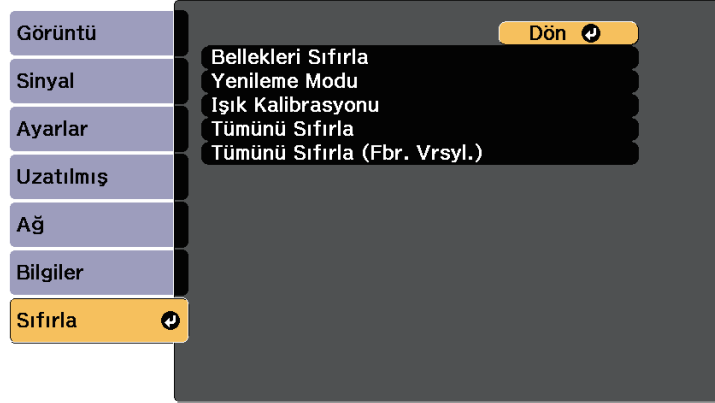 Görüntü
Sinyal
Ayarlar
Uzatılmış
Ağ
Bilgiler
Sıfırla
Dön
Bellekleri Sıfırla
Yenileme Modu
Işık Kalibrasyonu
Tümünü Sıfırla
Tümünü Sıfırla (Fbr. Vrsyl.)